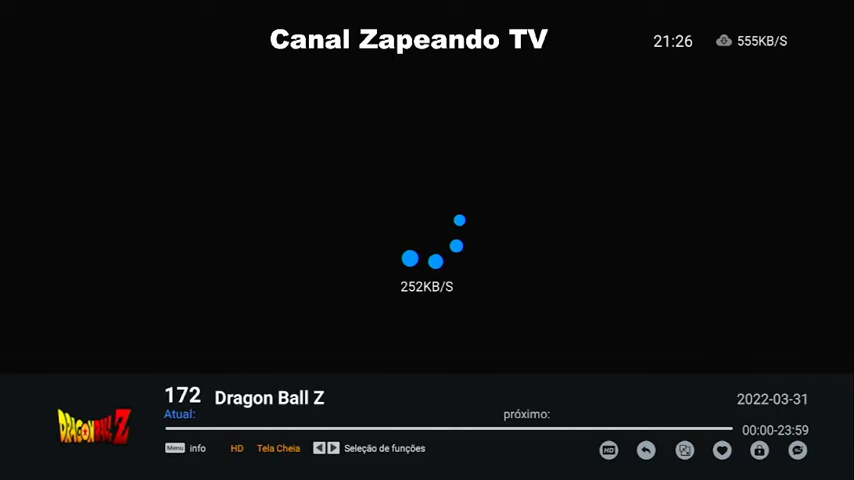 Canal Zapeando TV
21:26 555KB/S
252KB/S
172 Dragon Ball Z
2022-03-31
Atual: próximo:
00:00-23:59
DRAGON BALL Z
Menu info HD Tela Cheia Seleção de funções
HD